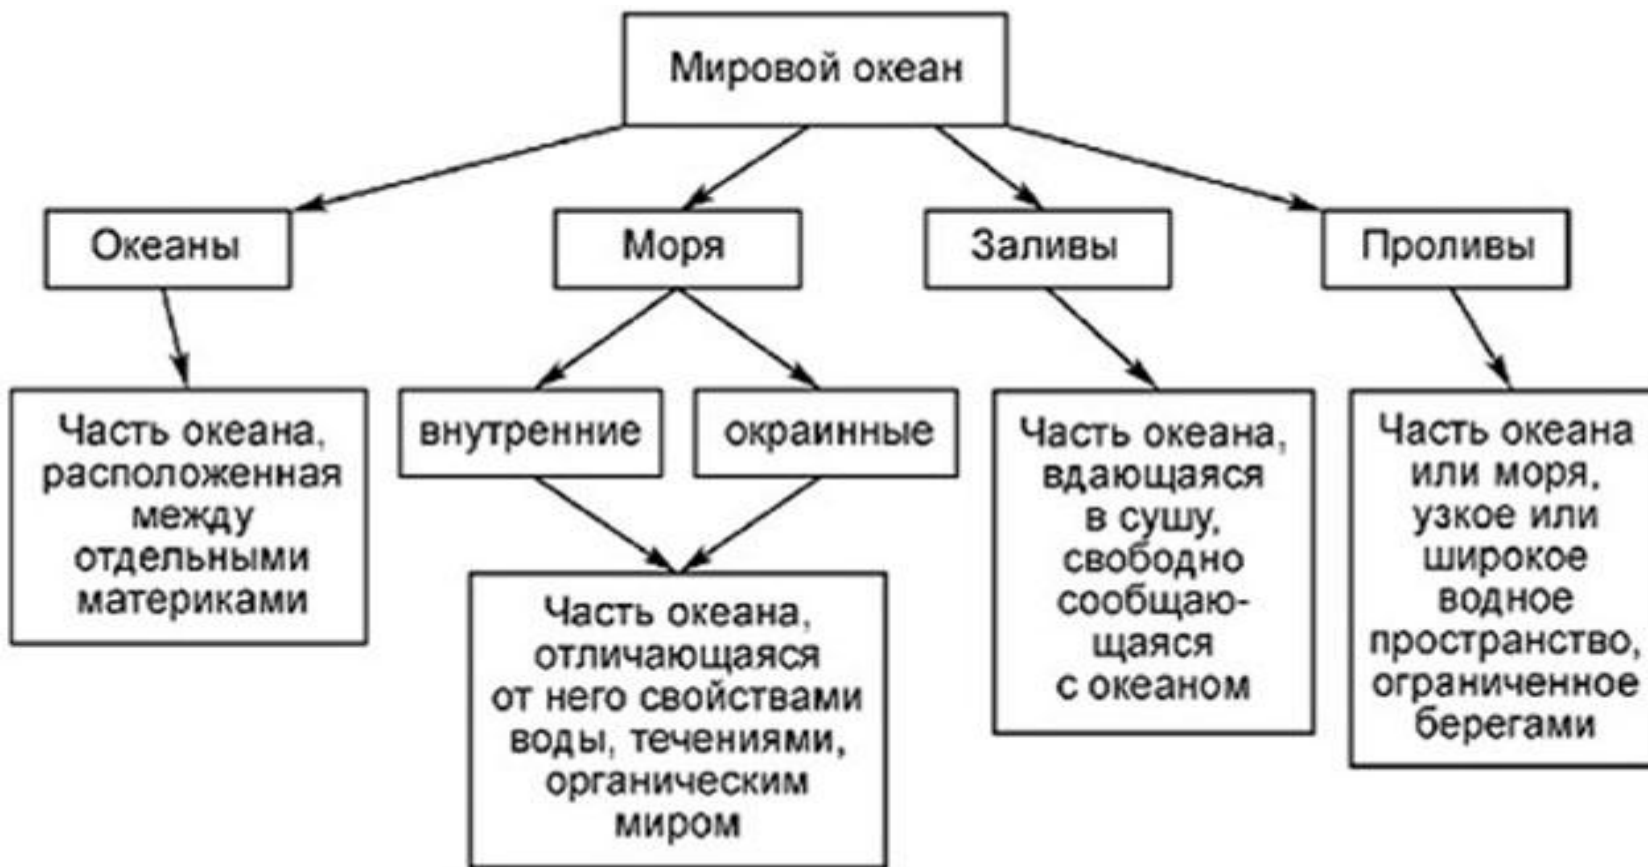 Мировой океан
Океаны
Моря
Заливы
Проливы
Часть океана,
расположенная
между
отдельными
материками
внутренние
окраинные
Часть океана,
отличающаяся
от него свойствами
воды, течениями,
органическим
миром
Часть океана,
вдающаяся
в сушу,
свободно
сообщаю-
щаяся
с океаном
Часть океана
или моря,
узкое или
широкое
водное
пространство,
ограниченное
берегами